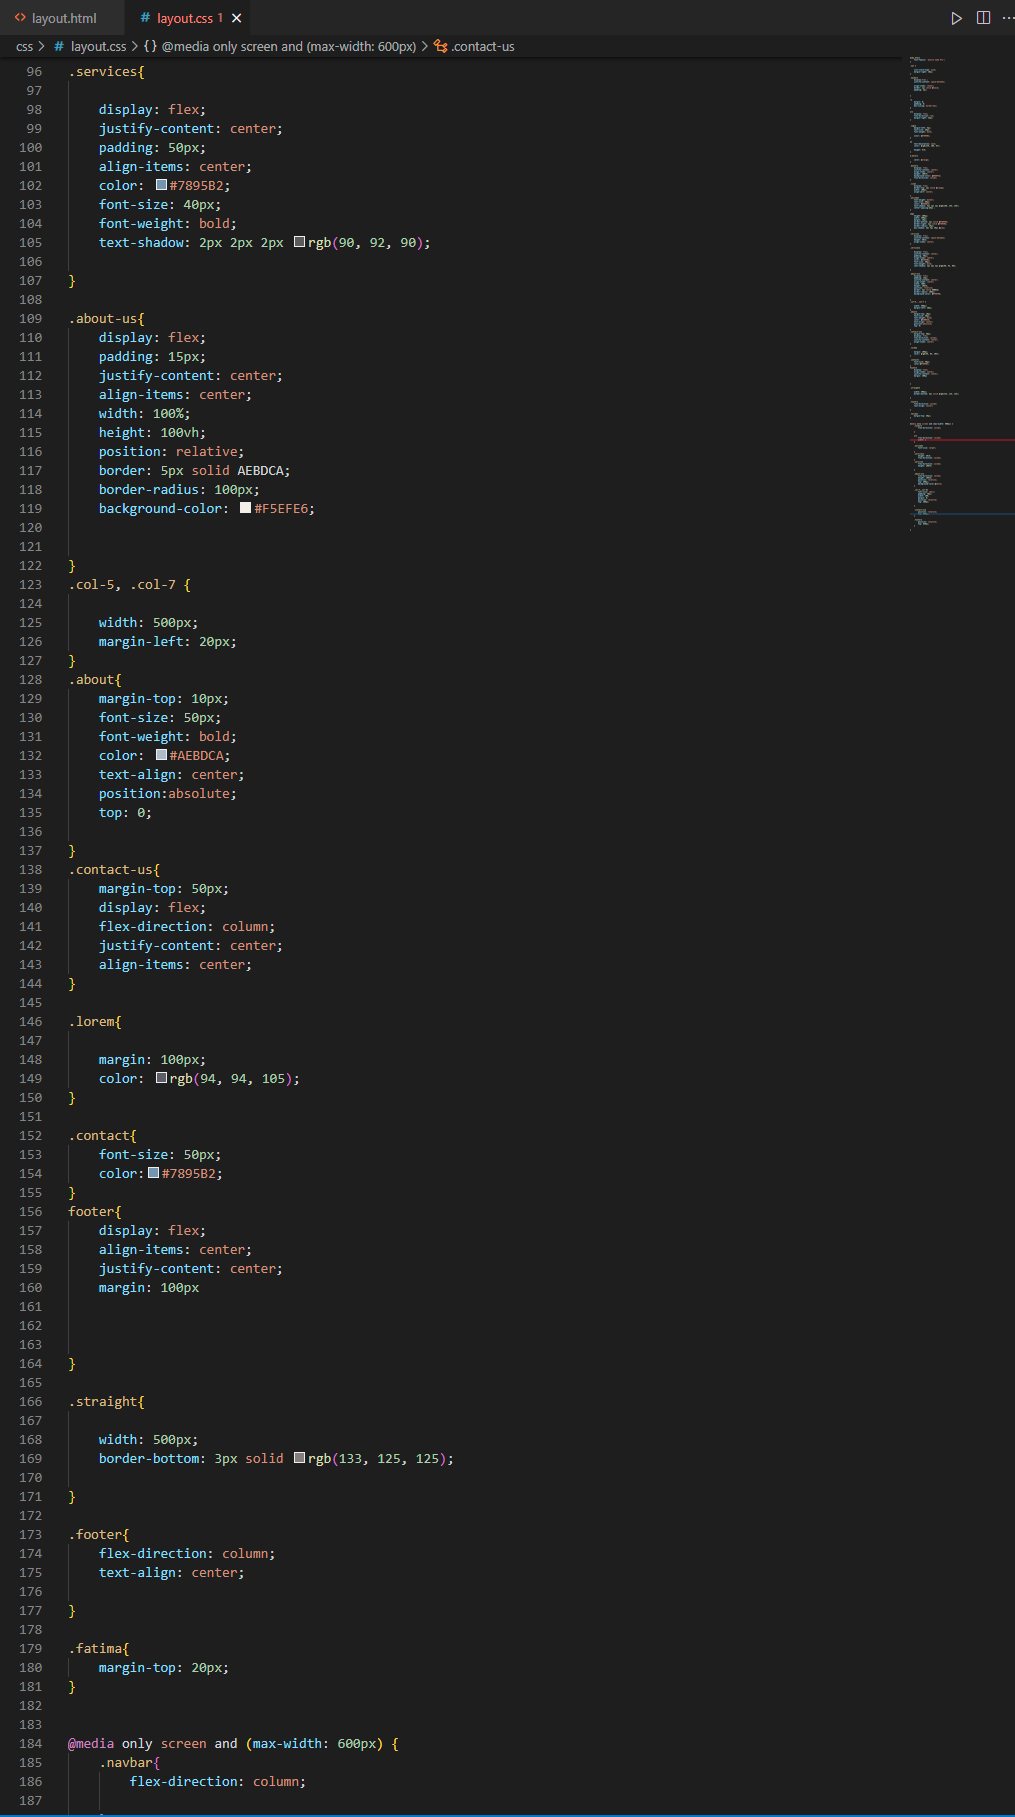 layout.html
# layout.css 1 ×
css > # layout.css > {} @media only screen and (max-width: 600px) > .contact-us
96 .services{
97
98 display: flex;
99 justify-content: center;
100 padding: 50px;
101 align-items: center;
102 color: #7895B2;
103 font-size: 40px;
104 font-weight: bold;
105 text-shadow: 2px 2px 2px rgb(90, 92, 90);
106
107 }
108
109 .about-us{
110 display: flex;
111 padding: 15px;
112 justify-content: center;
113 align-items: center;
114 width: 100%;
115 height: 100vh;
116 position: relative;
117 border: 5px solid AEBDCA;
118 border-radius: 100px;
119 background-color: #F5EFE6;
120
121
122 }
123 .col-5, .col-7 {
124
125 width: 500px;
126 margin-left: 20px;
127 }
128 .about{
129 margin-top: 10px;
130 font-size: 50px;
131 font-weight: bold;
132 color: #AEBDCA;
133 text-align: center;
134 position:absolute;
135 top: 0;
136
137 }
138 .contact-us{
139 margin-top: 50px;
140 display: flex;
141 flex-direction: column;
142 justify-content: center;
143 align-items: center;
144 }
145
146 .lorem{
147
148 margin: 100px;
149 color: rgb(94, 94, 105);
150 }
151
152 .contact{
153 font-size: 50px;
154 color: #7895B2;
155 }
156 footer{
157 display: flex;
158 align-items: center;
159 justify-content: center;
160 margin: 100px
161
162
163
164 }
165
166 .straight{
167
168 width: 500px;
169 border-bottom: 3px solid rgb(133, 125, 125);
170
171 }
172
173 .footer{
174 flex-direction: column;
175 text-align: center;
176
177 }
178
179 .fatima{
180 margin-top: 20px;
181 }
182
183
184 @media only screen and (max-width: 600px) {
185 .navbar{
186 flex-direction: column;
187